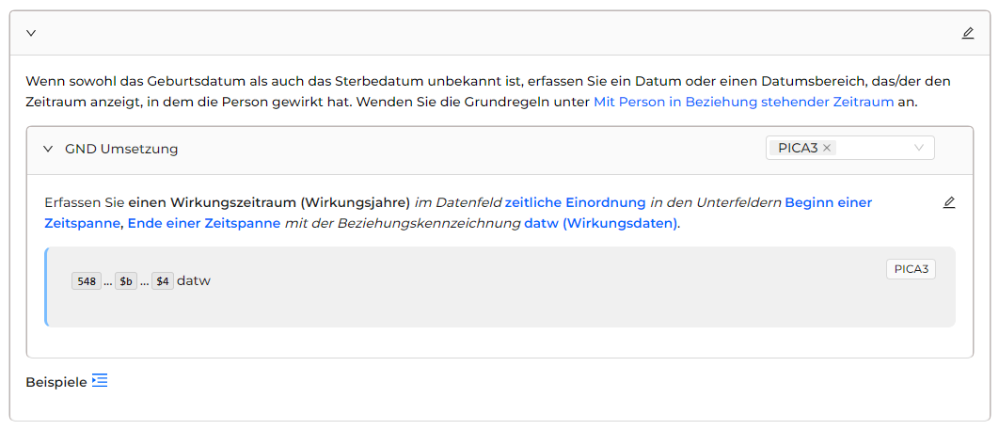 Wenn sowohl das Geburtsdatum als auch das Sterbedatum unbekannt ist, erfassen Sie ein Datum oder einen Datumsbereich, das/der den
Zeitraum anzeigt, in dem die Person gewirkt hat. Wenden Sie die Grundregeln unter Mit Person in Beziehung stehender Zeitraum an.
GND Umsetzung
PICA3 ×
Erfassen Sie einen Wirkungszeitraum (Wirkungsjahre) im Datenfeld zeitliche Einordnung in den Unterfeldern Beginn einer
Zeitspanne, Ende einer Zeitspanne mit der Beziehungskennzeichnung datw (Wirkungsdaten).
PICA3
548 ... $b ... $4 datw
Beispiele